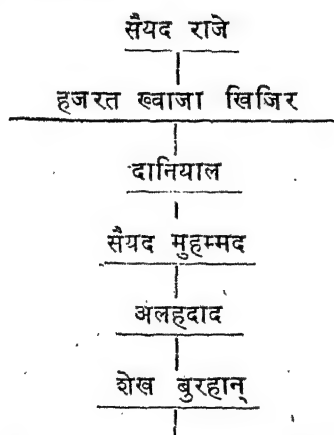 सैयद राजे
हजरत ख्वाजा खिजिर
दानियाल
सैयद मुहम्मद
अलहदाद
शेख बुरहान्